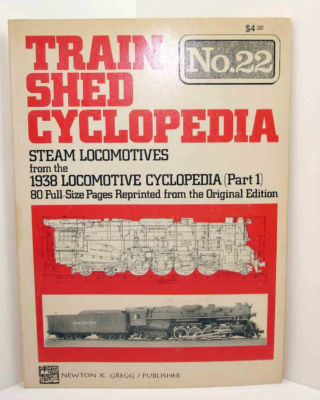 $4.50
TRAIN
No.22
SHED
CYCLOPEDIA
STEAM LOCOMOTIVES
from the
1938 LOCOMOTIVE CYCLOPEDIA (Part 1)
80 Full-Size Pages Reprinted from the Original Edition
NEWTON K. GREGG / PUBLISHER